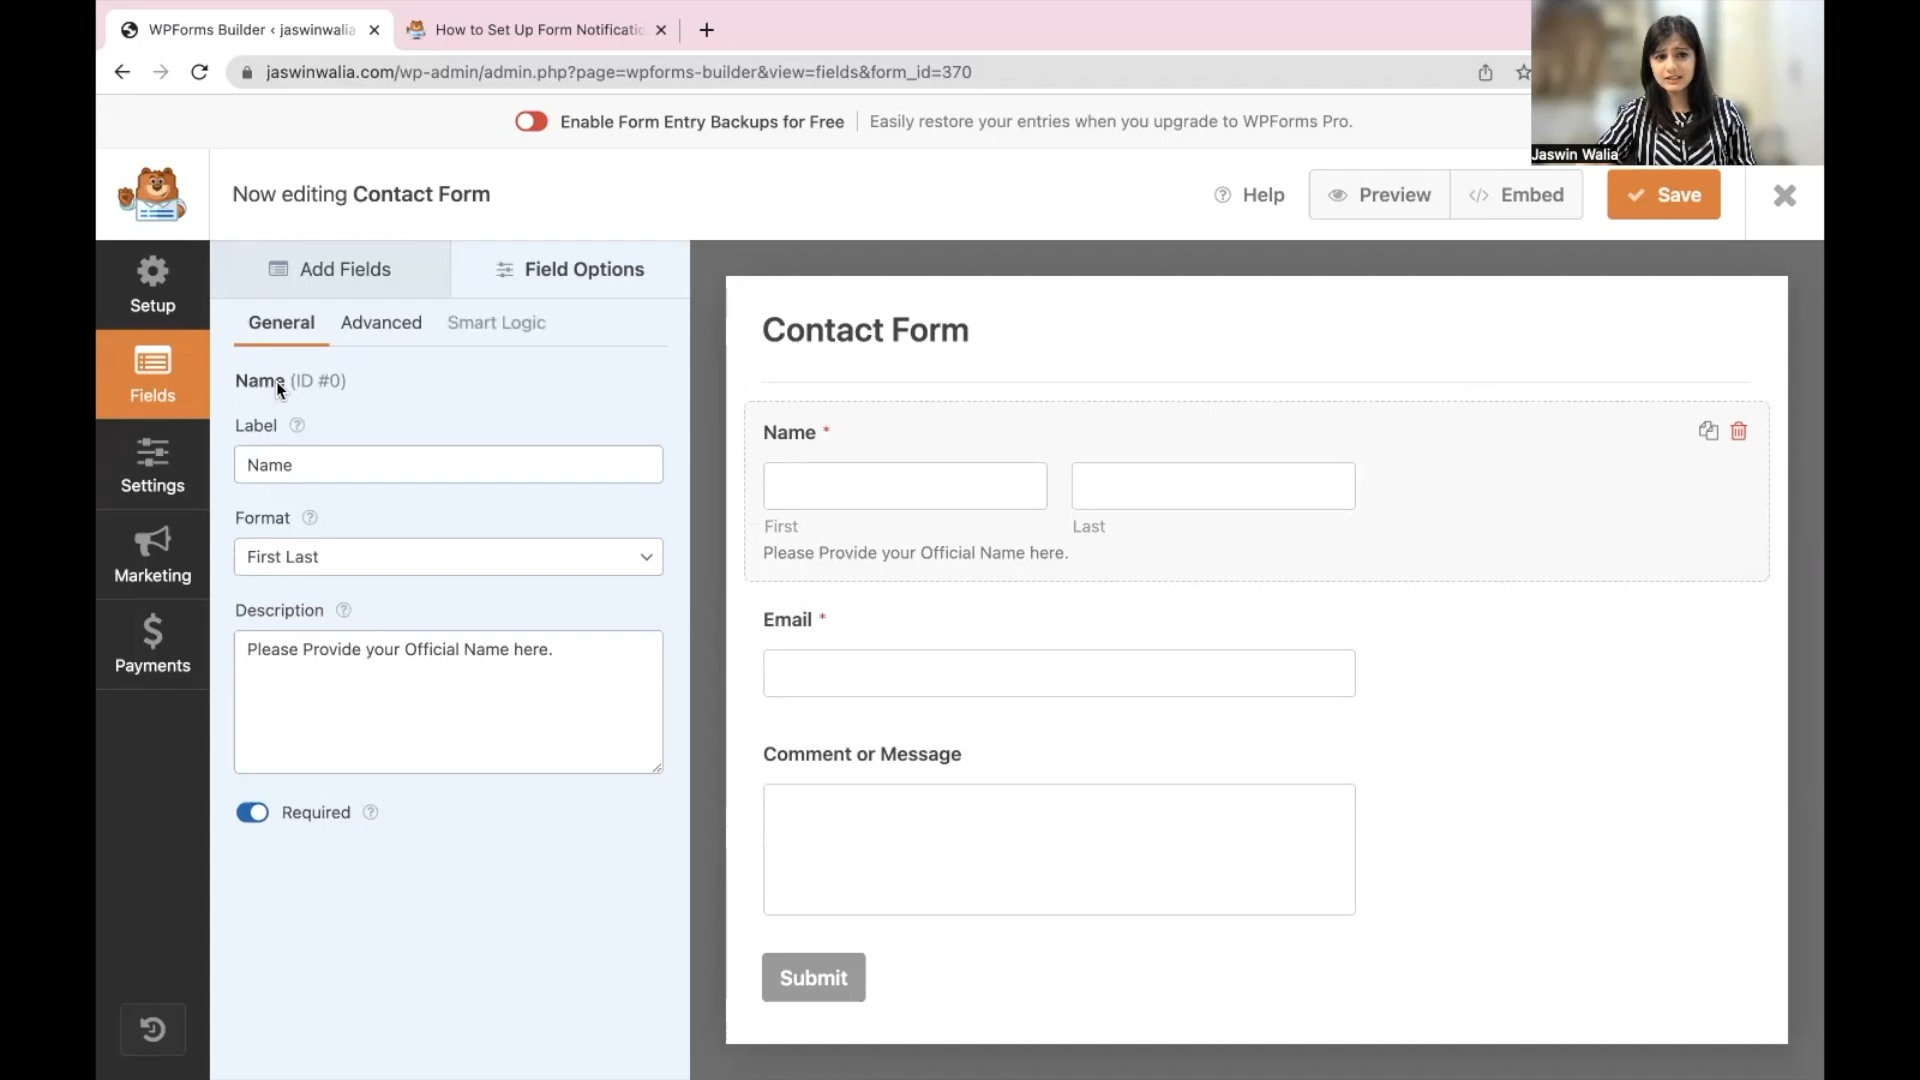 WPForms Builder ‹ jaswinwalia
How to Set Up Form Notificatio
jaswinwalia.com/wp-admin/admin.php?page=wpforms-builder&view=fields&form_id=370
Enable Form Entry Backups for Free
Easily restore your entries when you upgrade to WPForms Pro.
Jaswin Walia
Now editing Contact Form
Help
Preview
Embed
Save
Setup
Fields
Settings
Marketing
Payments
Add Fields
Field Options
General
Advanced
Smart Logic
Name (ID #0)
Label
Name
Format
First Last
Description
Please Provide your Official Name here.
Required
Contact Form
Name *
First
Last
Please Provide your Official Name here.
Email *
Comment or Message
Submit